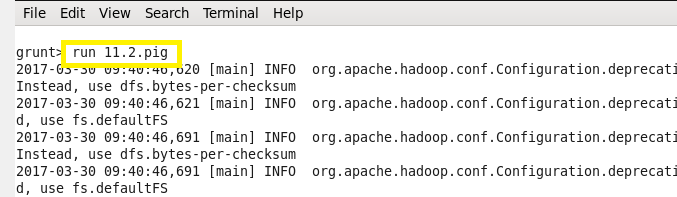 File Edit View Search Terminal Help
grunt> run 11.2.pig
2017-03-30 09:40:46,620 [main] INFO  org.apache.hadoop.conf.Configuration.deprecati
Instead, use dfs.bytes-per-checksum
2017-03-30 09:40:46,621 [main] INFO  org.apache.hadoop.conf.Configuration.deprecati
d, use fs.defaultFS
2017-03-30 09:40:46,691 [main] INFO  org.apache.hadoop.conf.Configuration.deprecati
Instead, use dfs.bytes-per-checksum
2017-03-30 09:40:46,691 [main] INFO  org.apache.hadoop.conf.Configuration.deprecati
d, use fs.defaultFS